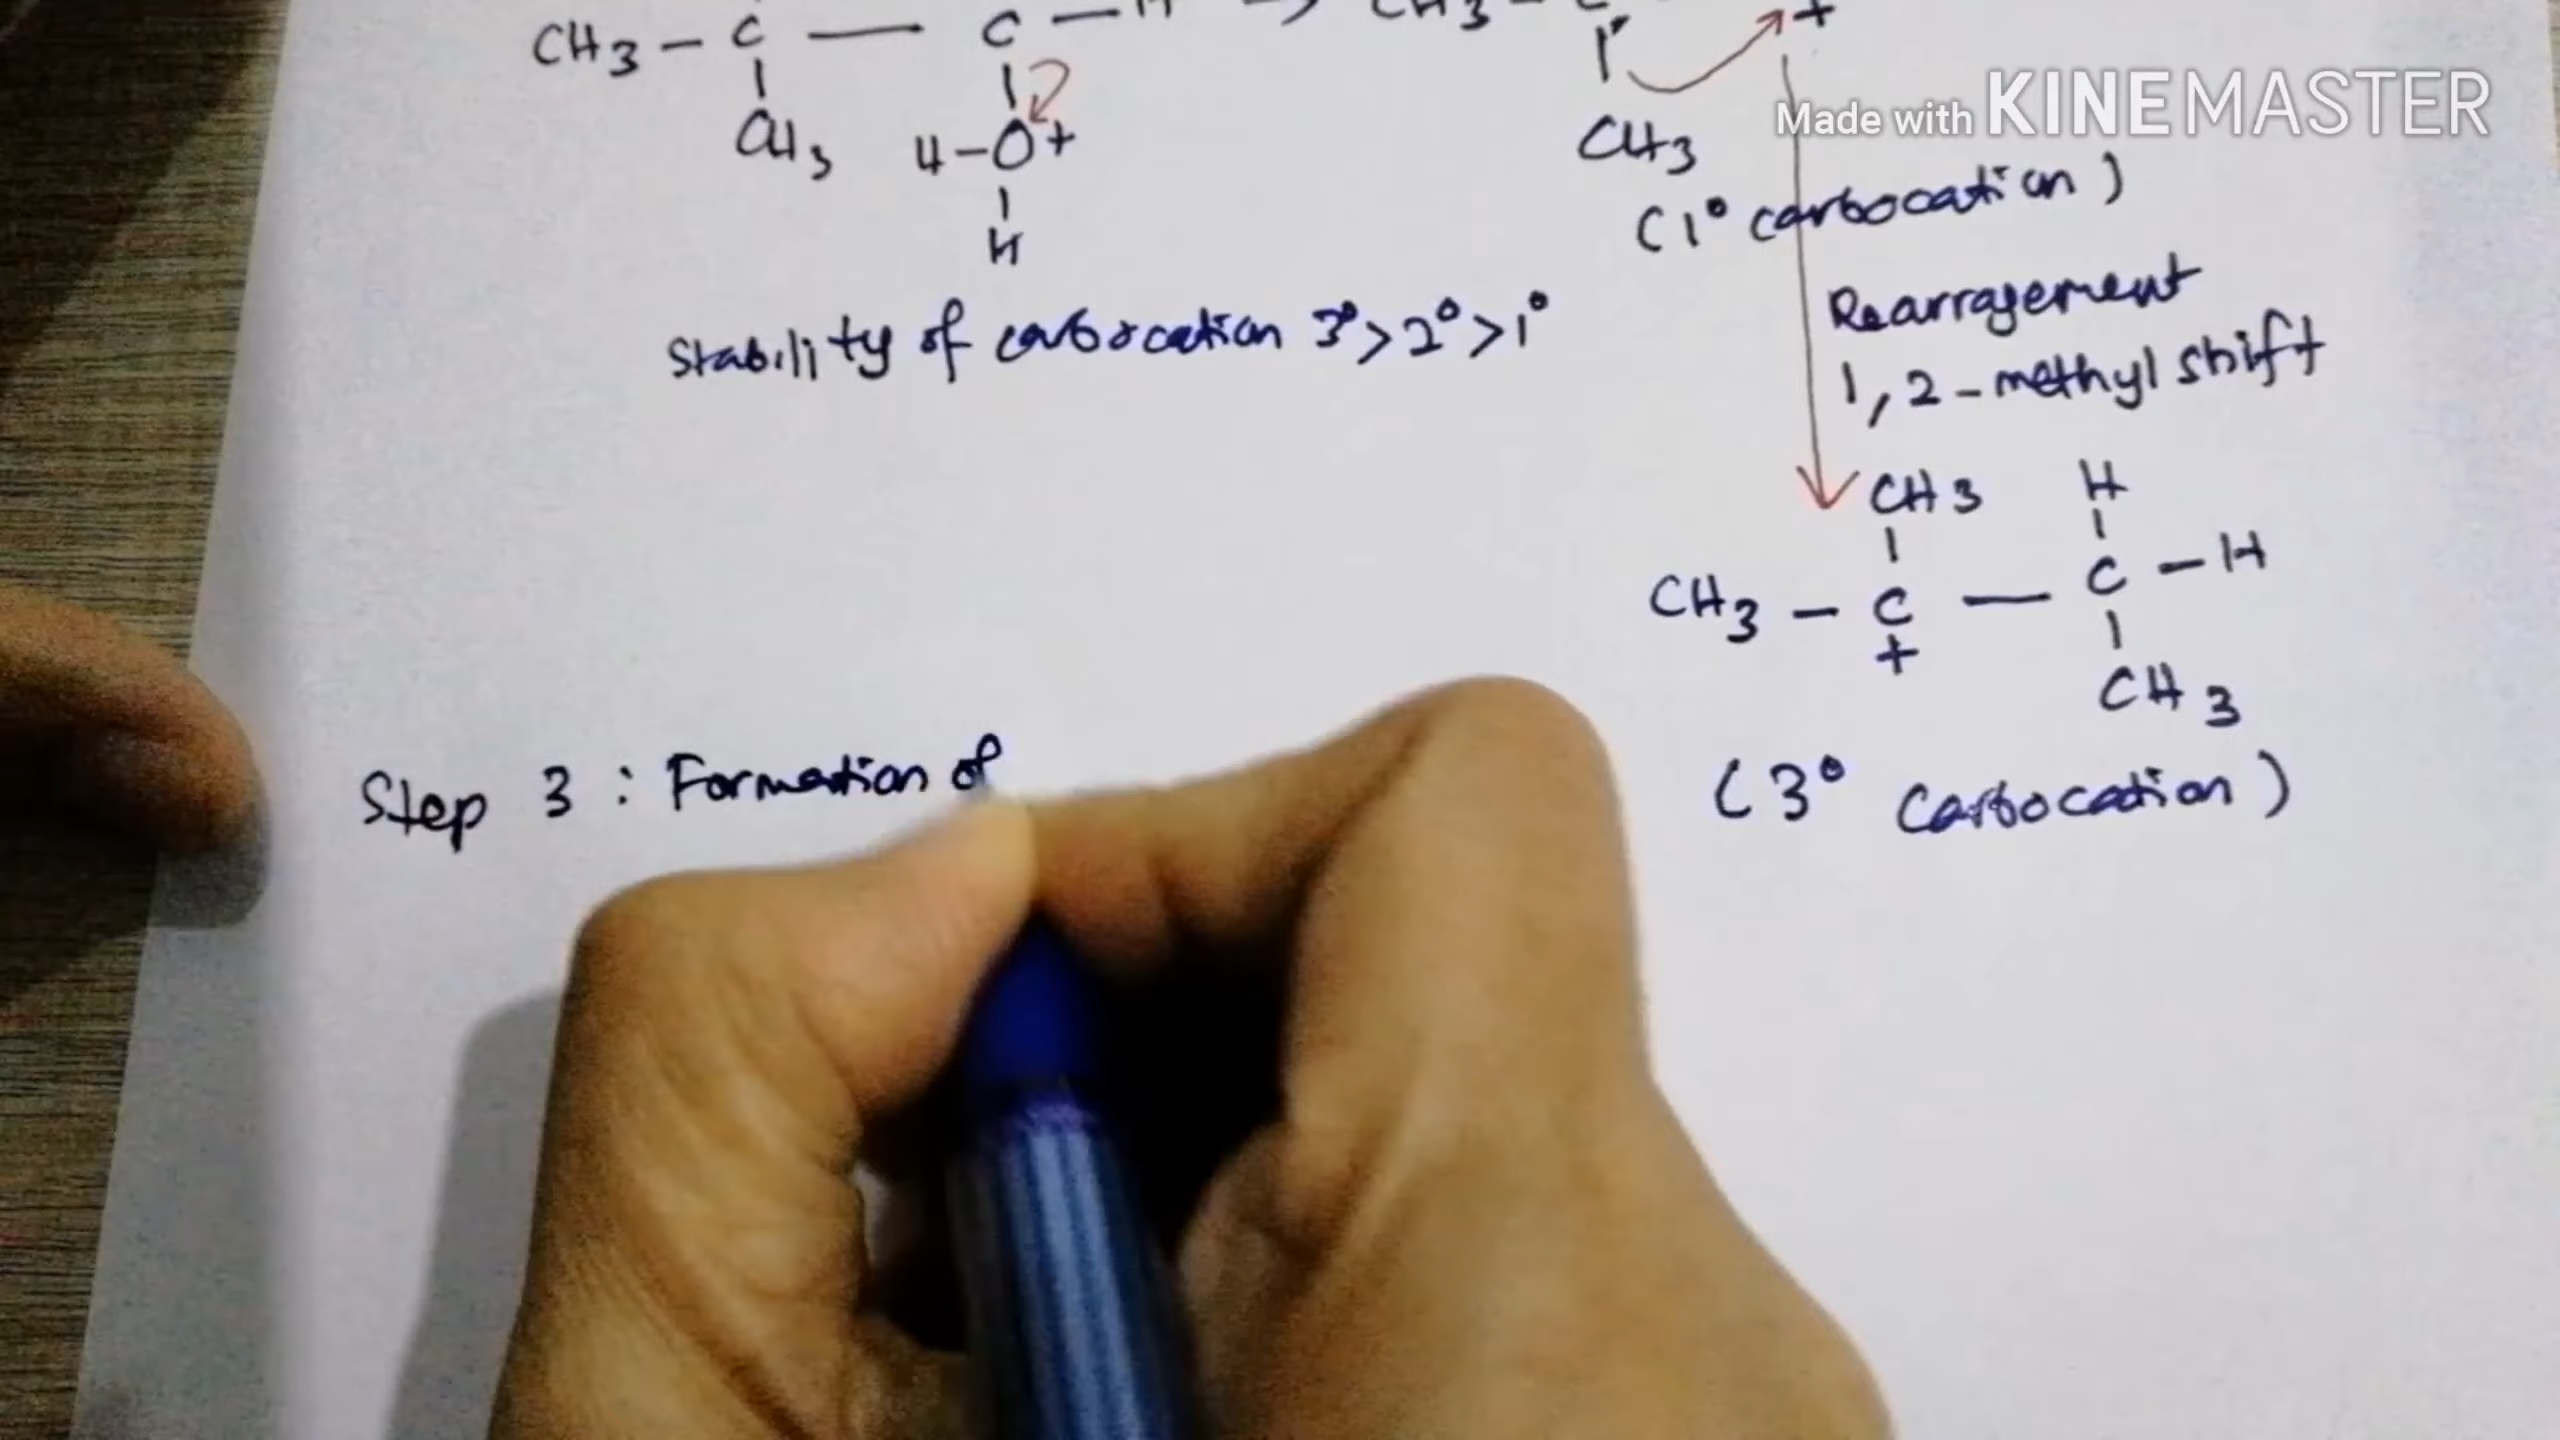 CH3 - C — C - H → CH3 - C +
CH3 H-O+ CH3
H
(1° carbocation)
Made with KINEMASTER
Stability of carbocation 3° > 2° > 1°
Rearragement
1, 2 - methyl shift
CH3 H
CH3 - C — C - H
+
CH3
(3° carbocation)
Step 3 : Formation of